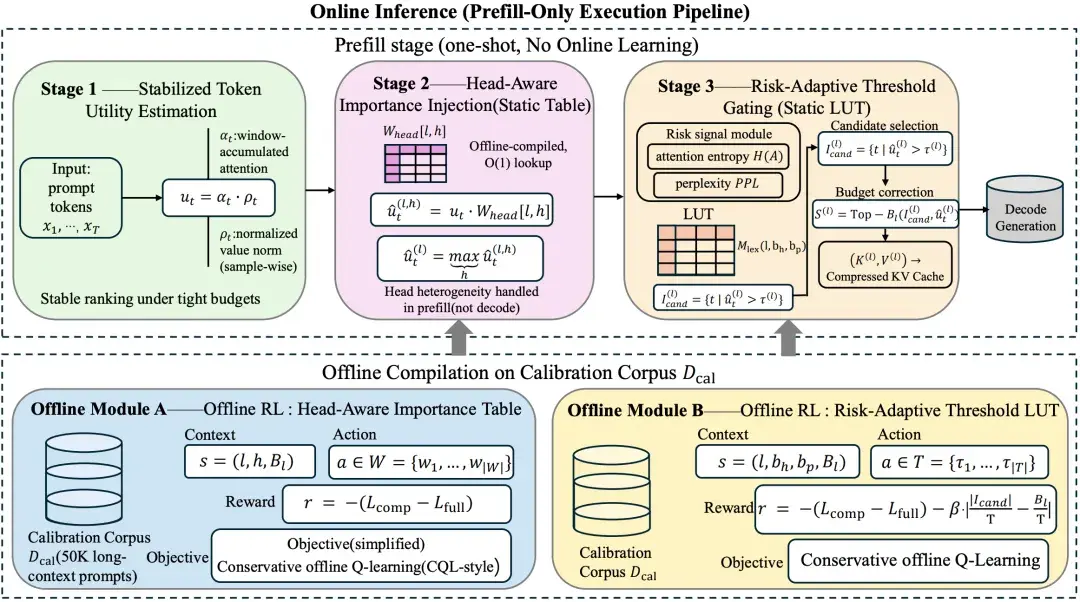 Online Inference (Prefill-Only Execution Pipeline)
Prefill stage (one-shot, No Online Learning)
Stage 1 ——Stabilized Token
Utility Estimation
α_t:window-
accumulated
attention
Input:
prompt
tokens
x_1, ⋯, x_T
u_t = α_t · ρ_t
ρ_t:normalized
value norm
(sample-wise)
Stable ranking under tight budgets
Stage 2 ——Head-Aware
Importance Injection(Static Table)
W_head[l, h]
Offline-compiled,
O(1) lookup
û_t^(l,h) = u_t · W_head[l, h]
û_t^(l) = max_h û_t^(l,h)
Head heterogeneity handled
in prefill(not decode)
Stage 3——Risk-Adaptive Threshold
Gating (Static LUT)
Risk signal module
attention entropy H(A)
perplexity PPL
LUT
M_lex(l, b_h, b_p)
I_cand^(l) = {t | û_t^(l) > τ^(l)}
Candidate selection
I_cand^(l) = {t | û_t^(l) > τ^(l)}
Budget correction
S^(l) = Top − B_l(I_cand^(l), û_t^(l))
(K^(l), V^(l)) →
Compressed KV Cache
Decode
Generation
Offline Compilation on Calibration Corpus D_cal
Offline Module A——Offline RL : Head-Aware Importance Table
Context
Action
s = (l, h, B_l)
a ∈ W = {w_1, …, w_|W|}
Reward
r = −(L_comp − L_full)
Calibration Corpus
D_cal(50K long-
context prompts)
Objective
Objective(simplified)
Conservative offline Q-learning(CQL-style)
Offline Module B——Offline RL : Risk-Adaptive Threshold LUT
Context
Action
s = (l, b_h, b_p, B_l)
a ∈ T = {τ_1, …, τ_|T|}
Reward
r = −(L_comp − L_full) − β·||I_cand|/T − B_l/T|
Calibration
Corpus D_cal
Objective
Conservative offline Q-Learning